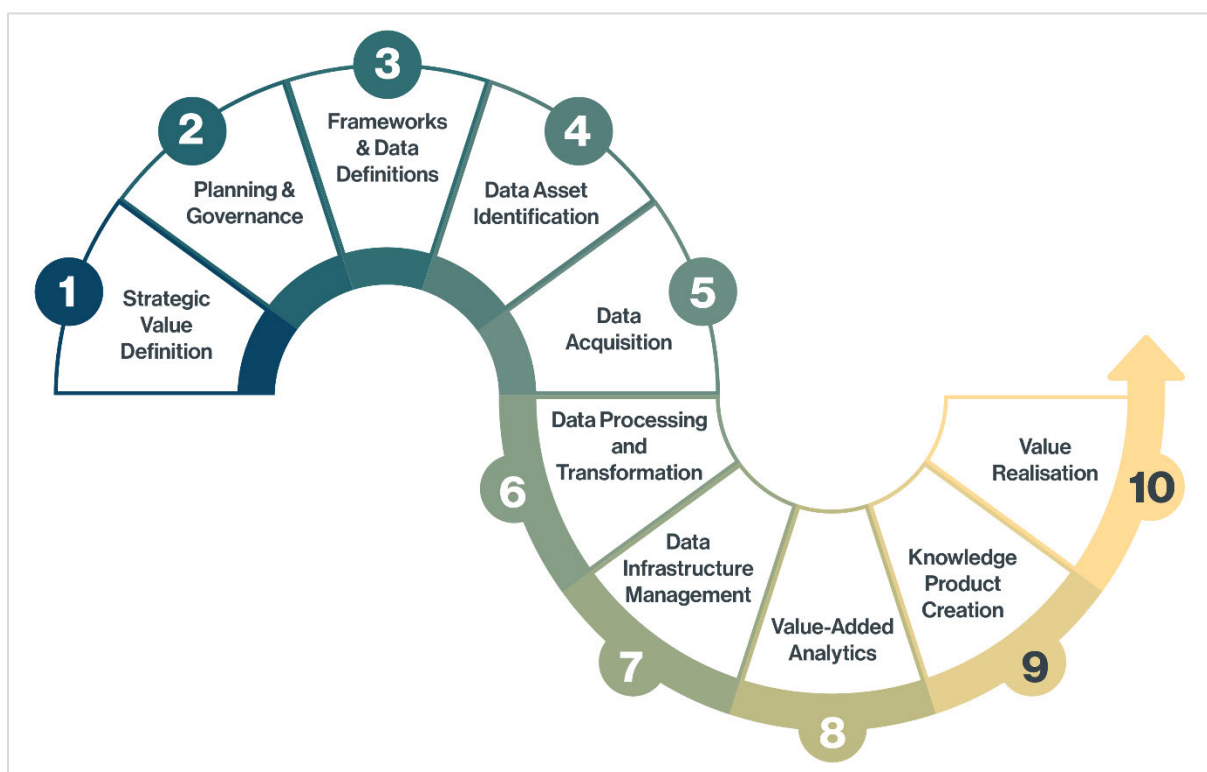 1
Strategic
Value
Definition
2
Planning &
Governance
3
Frameworks
& Data
Definitions
4
Data Asset
Identification
5
Data
Acquisition
6
Data Processing
and
Transformation
7
Data
Infrastructure
Management
8
Value-Added
Analytics
9
Knowledge
Product
Creation
10
Value
Realisation